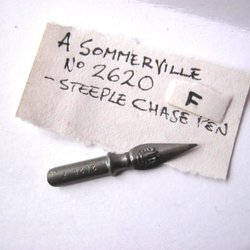 A SOMMERVILLE
No 2620
- STEEPLE CHASE PEN
F